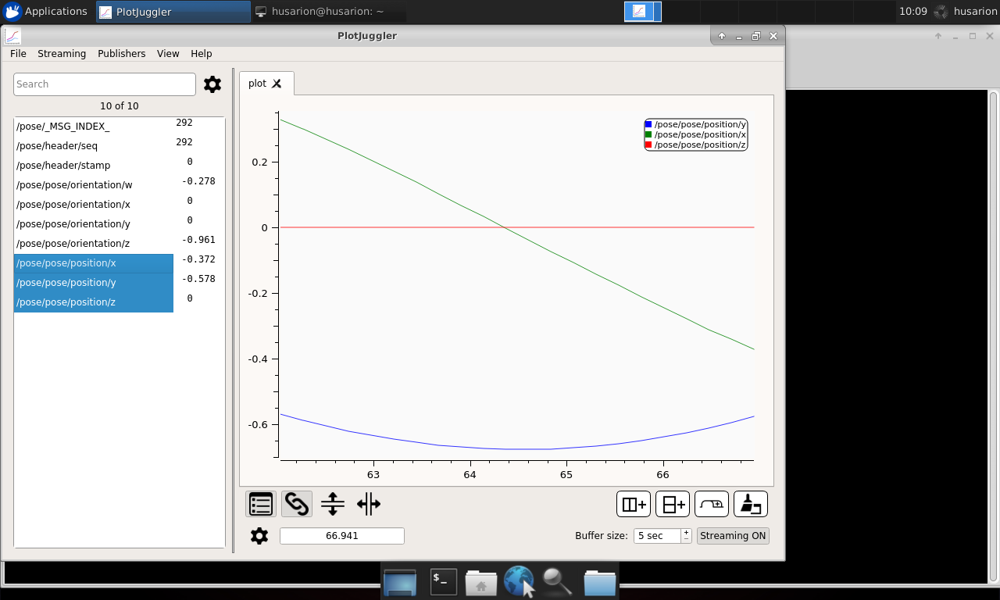 Applications
PlotJuggler
husarion@husarion: ~
10:09
husarion
PlotJuggler
File Streaming Publishers View Help
Search
10 of 10
/pose/_MSG_INDEX_ 292
/pose/header/seq 292
/pose/header/stamp 0
/pose/pose/orientation/w -0.278
/pose/pose/orientation/x 0
/pose/pose/orientation/y 0
/pose/pose/orientation/z -0.961
/pose/pose/position/x -0.372
/pose/pose/position/y -0.578
/pose/pose/position/z 0
plot
/pose/pose/position/y
/pose/pose/position/x
/pose/pose/position/z
0.2
0
-0.2
-0.4
-0.6
63 64 65 66
66.941
Buffer size: 5 sec
Streaming ON
$_